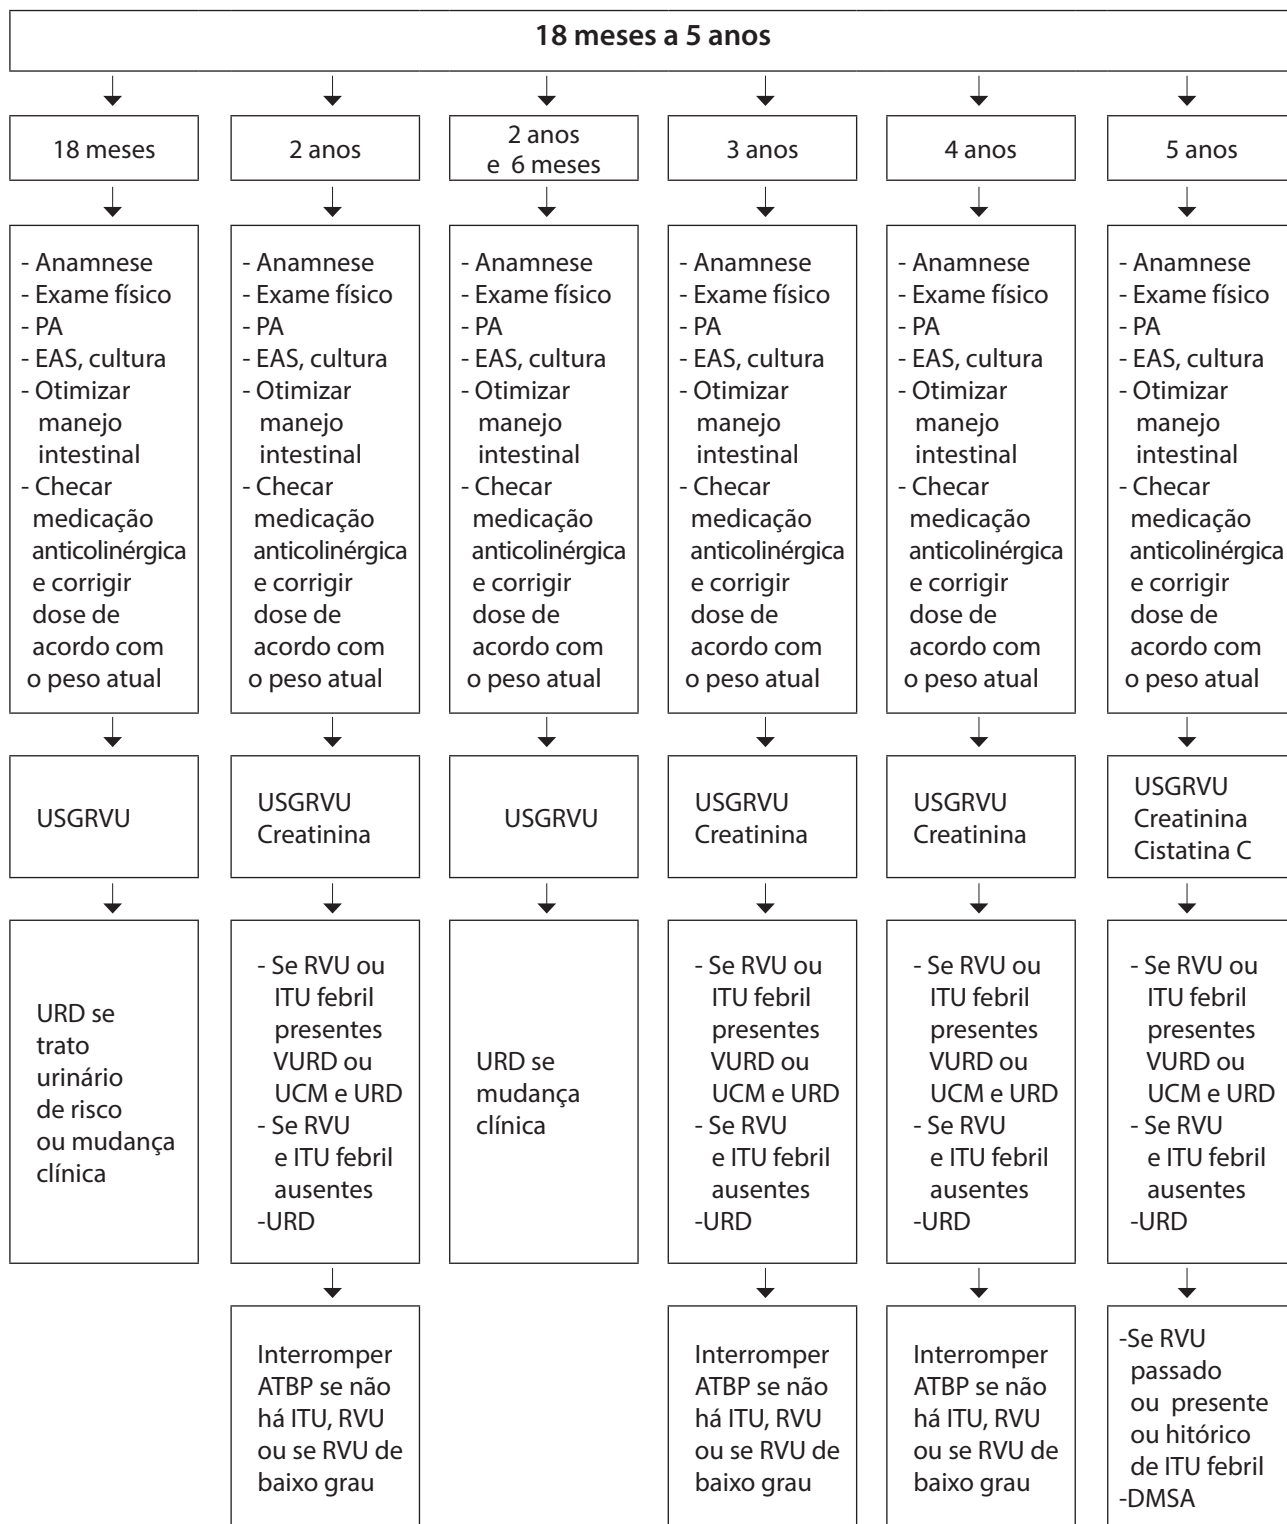 18 meses a 5 anos
18 meses
2 anos
2 anos
e 6 meses
3 anos
4 anos
5 anos
- Anamnese
- Exame físico
- PA
- EAS, cultura
- Otimizar
manejo
intestinal
- Checar
medicação
anticolinérgica
e corrigir
dose de
acordo com
o peso atual
- Anamnese
- Exame físico
- PA
- EAS, cultura
- Otimizar
manejo
intestinal
- Checar
medicação
anticolinérgica
e corrigir
dose de
acordo com
o peso atual
- Anamnese
- Exame físico
- PA
- EAS, cultura
- Otimizar
manejo
intestinal
- Checar
medicação
anticolinérgica
e corrigir
dose de
acordo com
o peso atual
- Anamnese
- Exame físico
- PA
- EAS, cultura
- Otimizar
manejo
intestinal
- Checar
medicação
anticolinérgica
e corrigir
dose de
acordo com
o peso atual
- Anamnese
- Exame físico
- PA
- EAS, cultura
- Otimizar
manejo
intestinal
- Checar
medicação
anticolinérgica
e corrigir
dose de
acordo com
o peso atual
- Anamnese
- Exame físico
- PA
- EAS, cultura
- Otimizar
manejo
intestinal
- Checar
medicação
anticolinérgica
e corrigir
dose de
acordo com
o peso atual
USGRVU
USGRVU
Creatinina
USGRVU
USGRVU
Creatinina
USGRVU
Creatinina
USGRVU
Creatinina
Cistatina C
URD se
trato
urinário
de risco
ou mudança
clínica
- Se RVU ou
ITU febril
presentes
VURD ou
UCM e URD
- Se RVU
e ITU febril
ausentes
-URD
URD se
mudança
clínica
- Se RVU ou
ITU febril
presentes
VURD ou
UCM e URD
- Se RVU
e ITU febril
ausentes
-URD
- Se RVU ou
ITU febril
presentes
VURD ou
UCM e URD
- Se RVU
e ITU febril
ausentes
-URD
- Se RVU ou
ITU febril
presentes
VURD ou
UCM e URD
- Se RVU
e ITU febril
ausentes
-URD
Interromper
ATBP se não
há ITU, RVU
ou se RVU de
baixo grau
Interromper
ATBP se não
há ITU, RVU
ou se RVU de
baixo grau
Interromper
ATBP se não
há ITU, RVU
ou se RVU de
baixo grau
-Se RVU
passado
ou presente
ou hitórico
de ITU febril
-DMSA